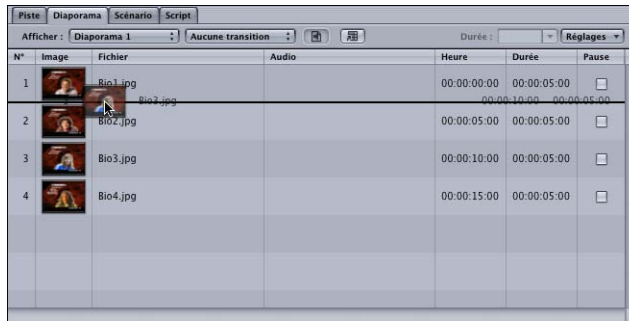 Piste Diaporama Scénario Script
Afficher : Diaporama 1 Aucune transition Durée : Réglages
N° Image Fichier Audio Heure Durée Pause
1 Bio1.jpg 00:00:00:00 00:00:05:00
Bio3.jpg 00:00:10:00 00:00:05:00
2 Bio2.jpg 00:00:05:00 00:00:05:00
3 Bio3.jpg 00:00:10:00 00:00:05:00
4 Bio4.jpg 00:00:15:00 00:00:05:00